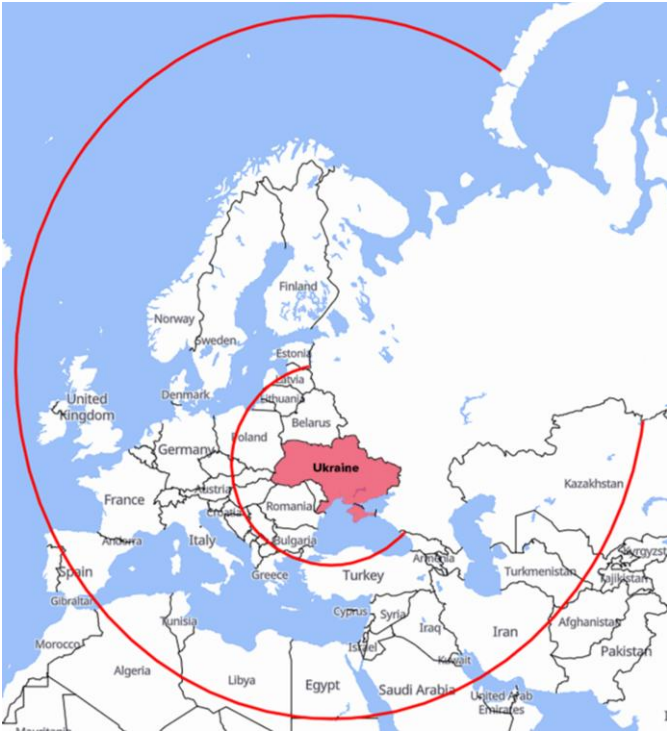 Finland
Norway
Sweden
Estonia
Latvia
Lithuania
Denmark
United
Kingdom
Belarus
Poland
Germany
Ukraine
Kazakhstan
Austria
France
Romania
Croatia
Andorra
Italy
Bulgaria
Armenia
Kyrgyzst
Spain
Greece
Turkey
Turkmenistan
Tajikistan
Gibraltar
Tunisia
Cyprus
Syria
Afghanistan
Iraq
Iran
Morocco
Israel
Pakistan
Kuwait
Algeria
Libya
Egypt
Saudi Arabia
United Arab
Emirates